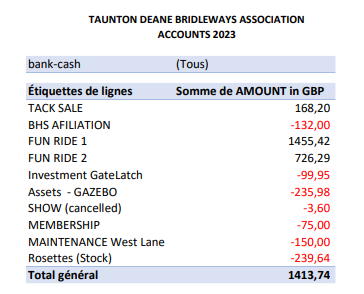 TAUNTON DEANE BRIDLEWAYS ASSOCIATION
ACCOUNTS 2023
bank-cash (Tous)
Étiquettes de lignes Somme de AMOUNT in GBP
TACK SALE 168,20
BHS AFILIATION -132,00
FUN RIDE 1 1455,42
FUN RIDE 2 726,29
Investment GateLatch -99,95
Assets - GAZEBO -235,98
SHOW (cancelled) -3,60
MEMBERSHIP -75,00
MAINTENANCE West Lane -150,00
Rosettes (Stock) -239,64
Total général 1413,74